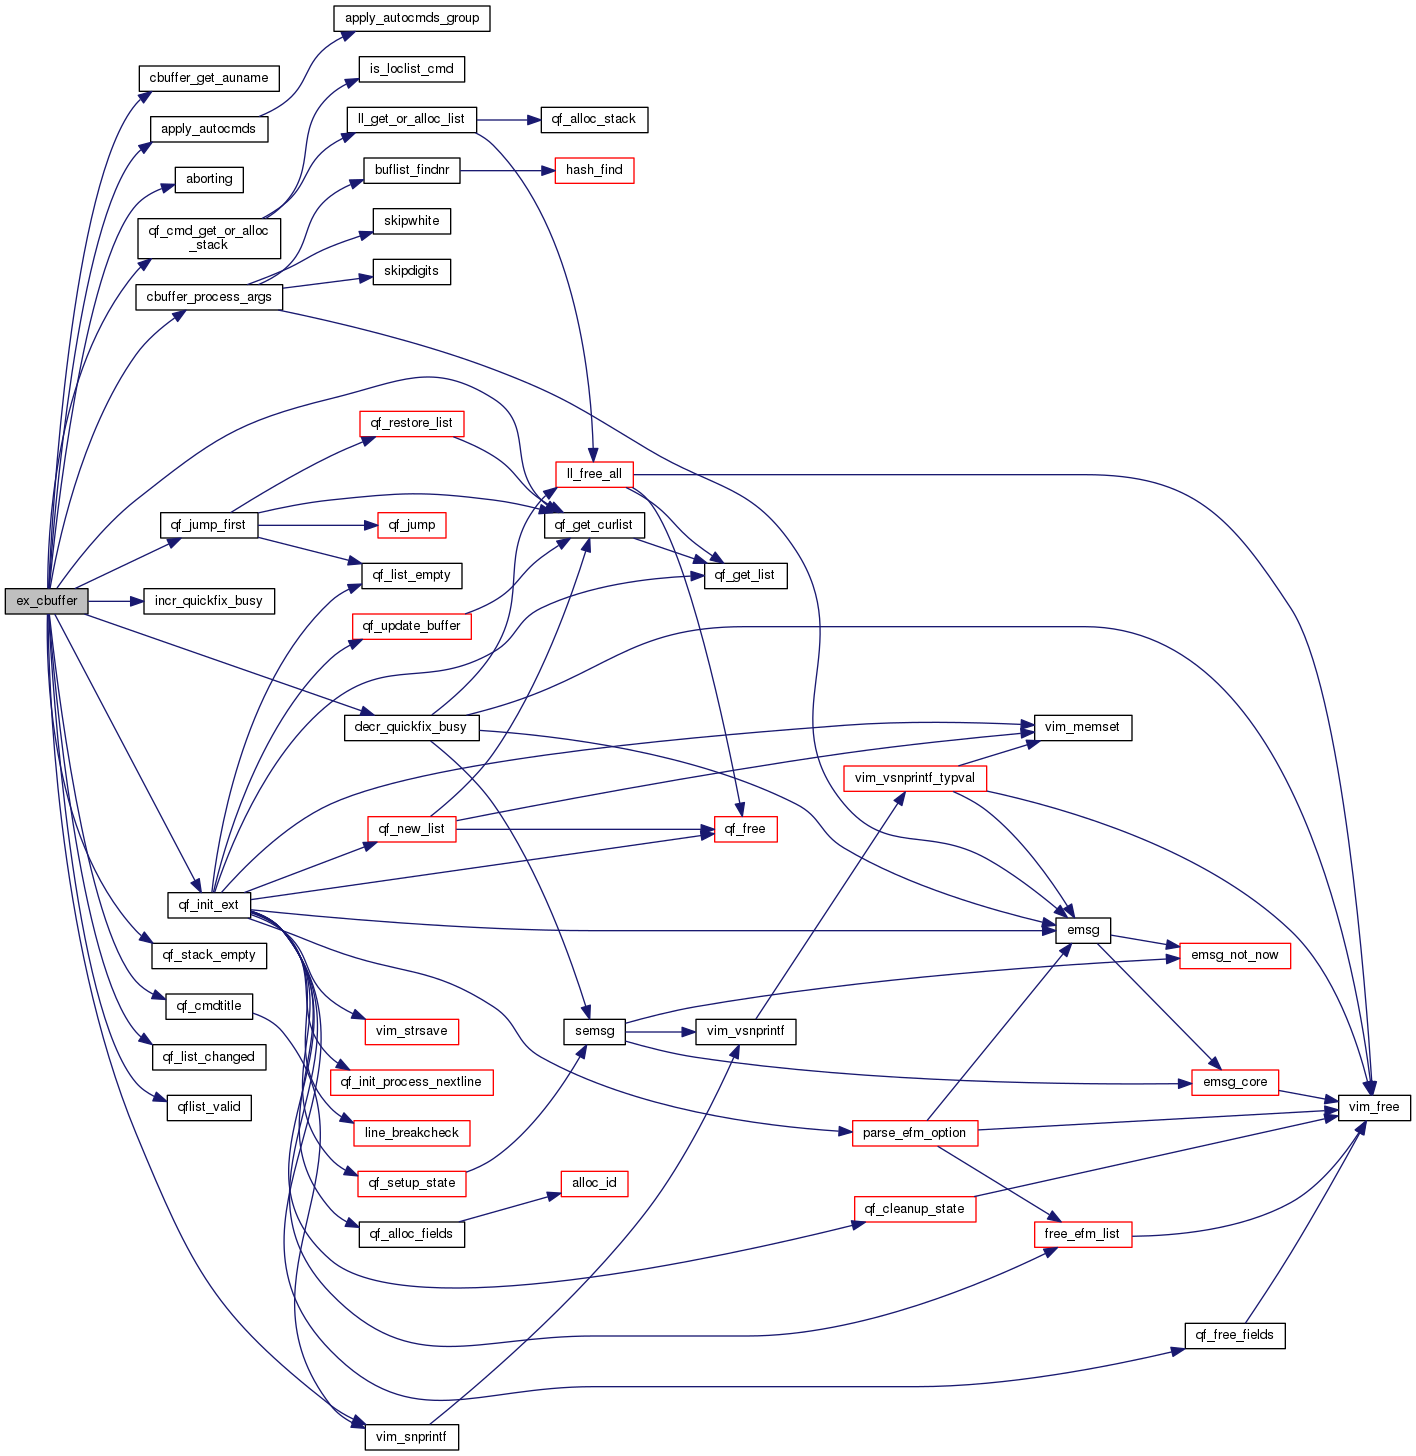 apply_autocmds_group
cbuffer_get_auname
is_loclist_cmd
ll_get_or_alloc_list
qf_alloc_stack
apply_autocmds
buflist_findnr
hash_find
aborting
skipwhite
qf_cmd_get_or_alloc
_stack
skipdigits
cbuffer_process_args
qf_restore_list
ll_free_all
qf_jump_first
qf_jump
qf_get_curlist
qf_list_empty
qf_get_list
ex_cbuffer
incr_quickfix_busy
qf_update_buffer
decr_quickfix_busy
vim_memset
vim_vsnprintf_typval
qf_new_list
qf_free
qf_init_ext
emsg
qf_stack_empty
emsg_not_now
qf_cmdtitle
vim_strsave
semsg
vim_vsnprintf
qf_list_changed
qf_init_process_nextline
emsg_core
qflist_valid
vim_free
line_breakcheck
parse_efm_option
qf_setup_state
alloc_id
qf_cleanup_state
qf_alloc_fields
free_efm_list
qf_free_fields
vim_snprintf